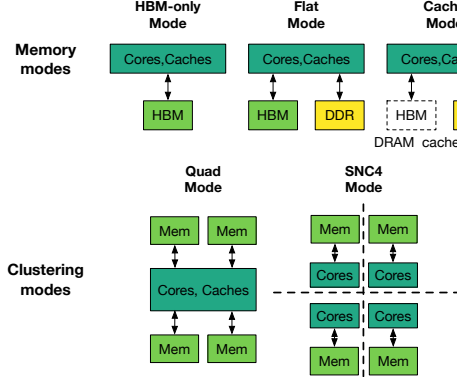 HBM-only
Mode
Flat
Mode
Memory
modes
Cores,Caches
Cores,Caches
HBM
HBM
DDR
HBM
DRAM cache
Quad
Mode
SNC4
Mode
Clustering
modes
Mem Mem
Cores, Caches
Mem Mem
Mem Mem
Cores Cores
Cores Cores
Mem Mem